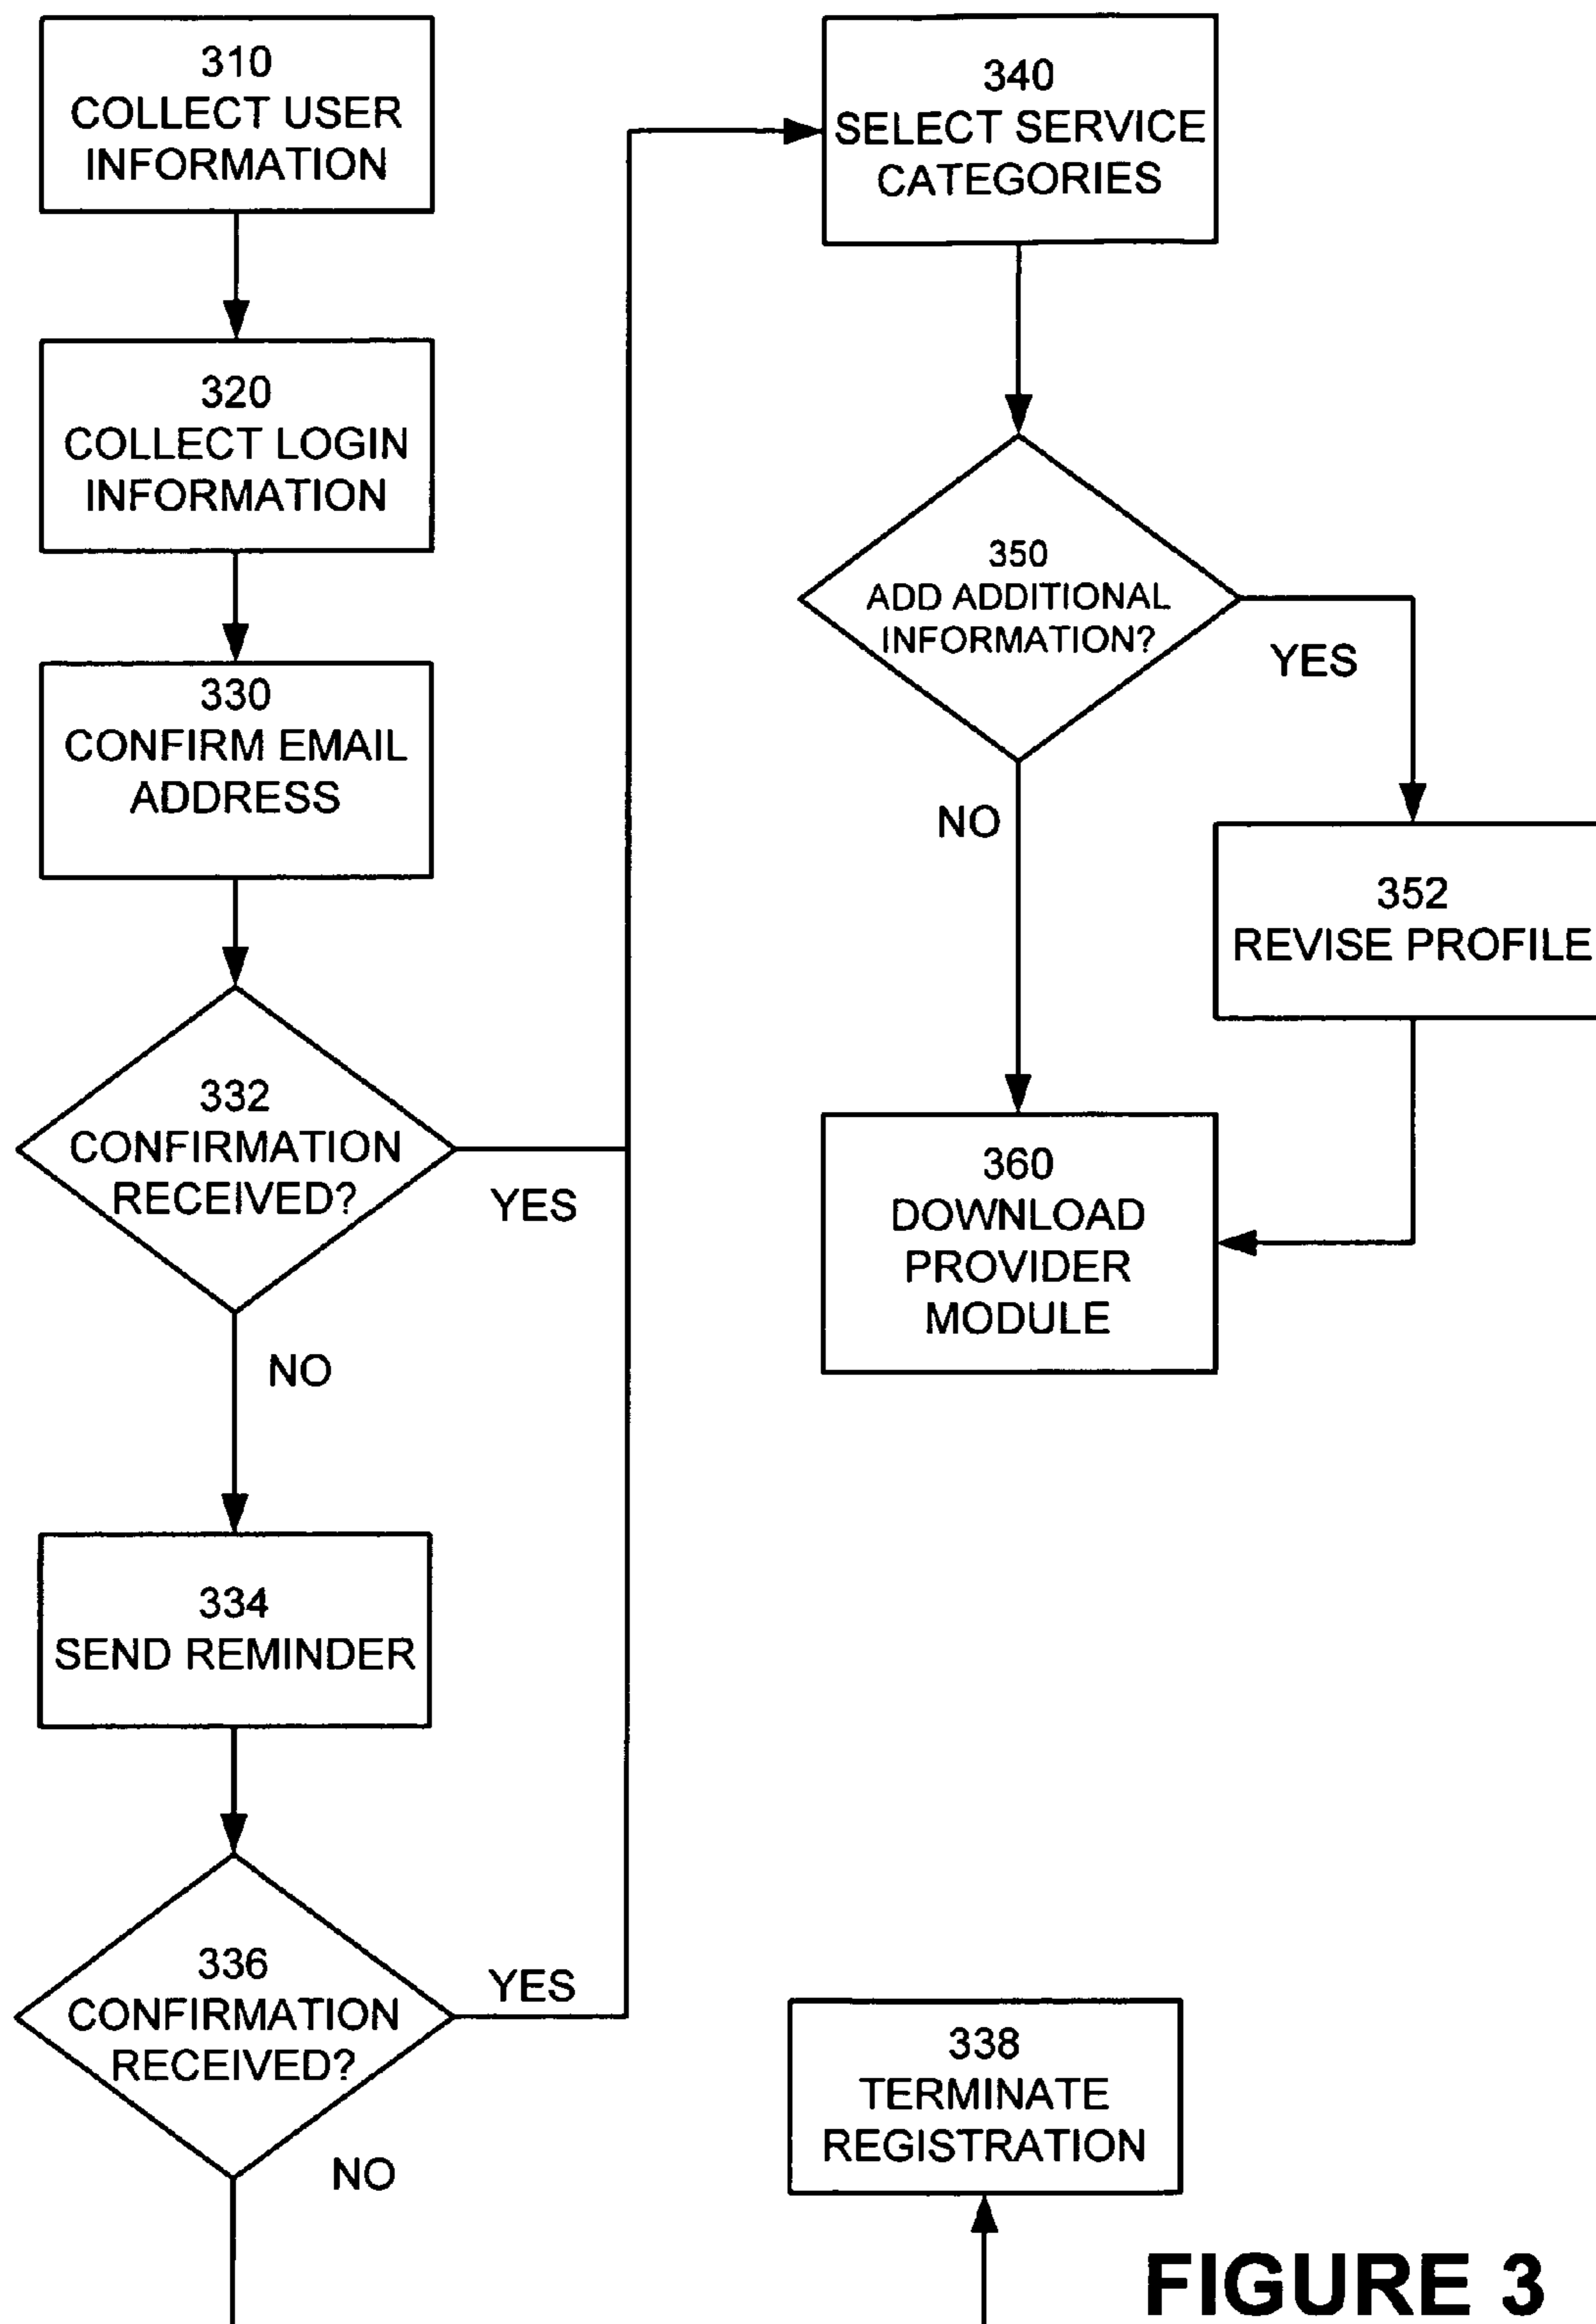 310
COLLECT USER
INFORMATION
320
COLLECT LOGIN
INFORMATION
330
CONFIRM EMAIL
ADDRESS
332
CONFIRMATION
RECEIVED?
YES
NO
334
SEND REMINDER
336
CONFIRMATION
RECEIVED?
YES
NO
338
TERMINATE
REGISTRATION
340
SELECT SERVICE
CATEGORIES
350
ADD ADDITIONAL
INFORMATION?
YES
NO
352
REVISE PROFILE
360
DOWNLOAD
PROVIDER
MODULE
FIGURE 3